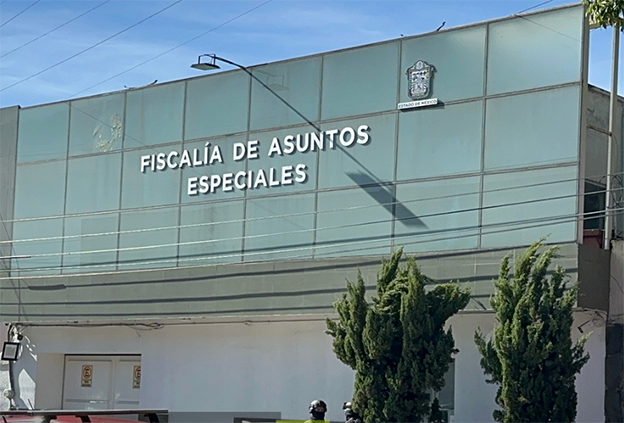 ESTADO DE MÉXICO
FISCALÍA DE ASUNTOS
ESPECIALES
E
E